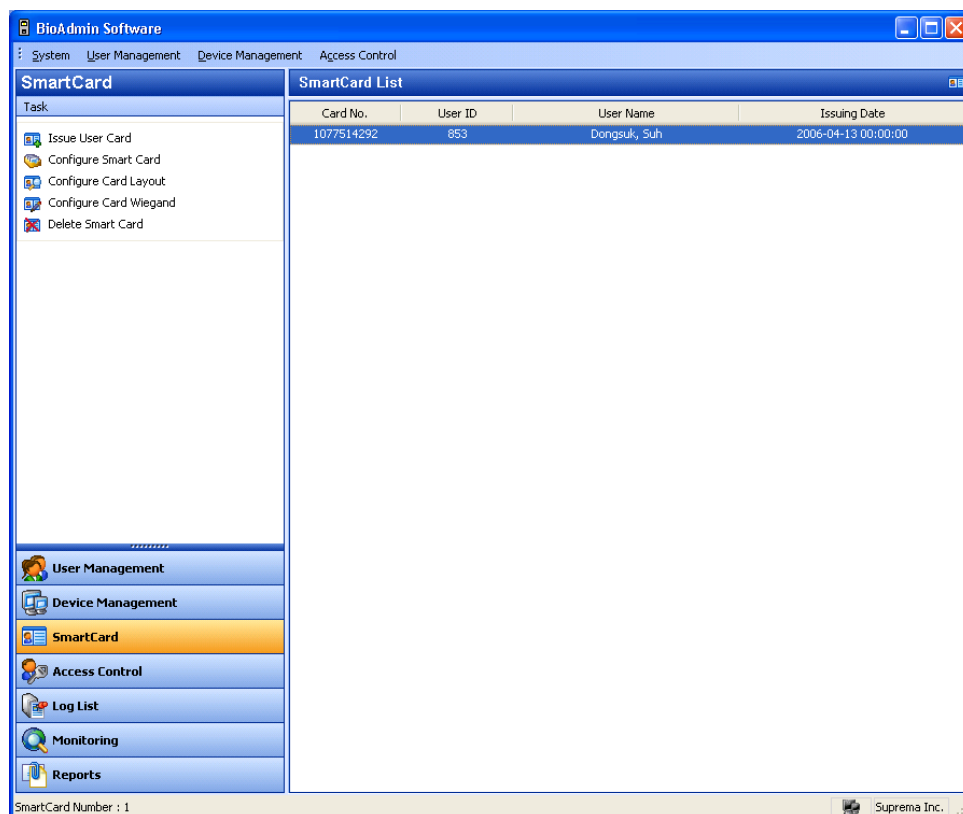 BioAdmin Software
System User Management Device Management Access Control
SmartCard
SmartCard List
Task
Card No. User ID User Name Issuing Date
1077514292 853 Dongsuk, Suh 2006-04-13 00:00:00
Issue User Card
Configure Smart Card
Configure Card Layout
Configure Card Wiegand
Delete Smart Card
User Management
Device Management
SmartCard
Access Control
Log List
Monitoring
Reports
SmartCard Number : 1
Suprema Inc.